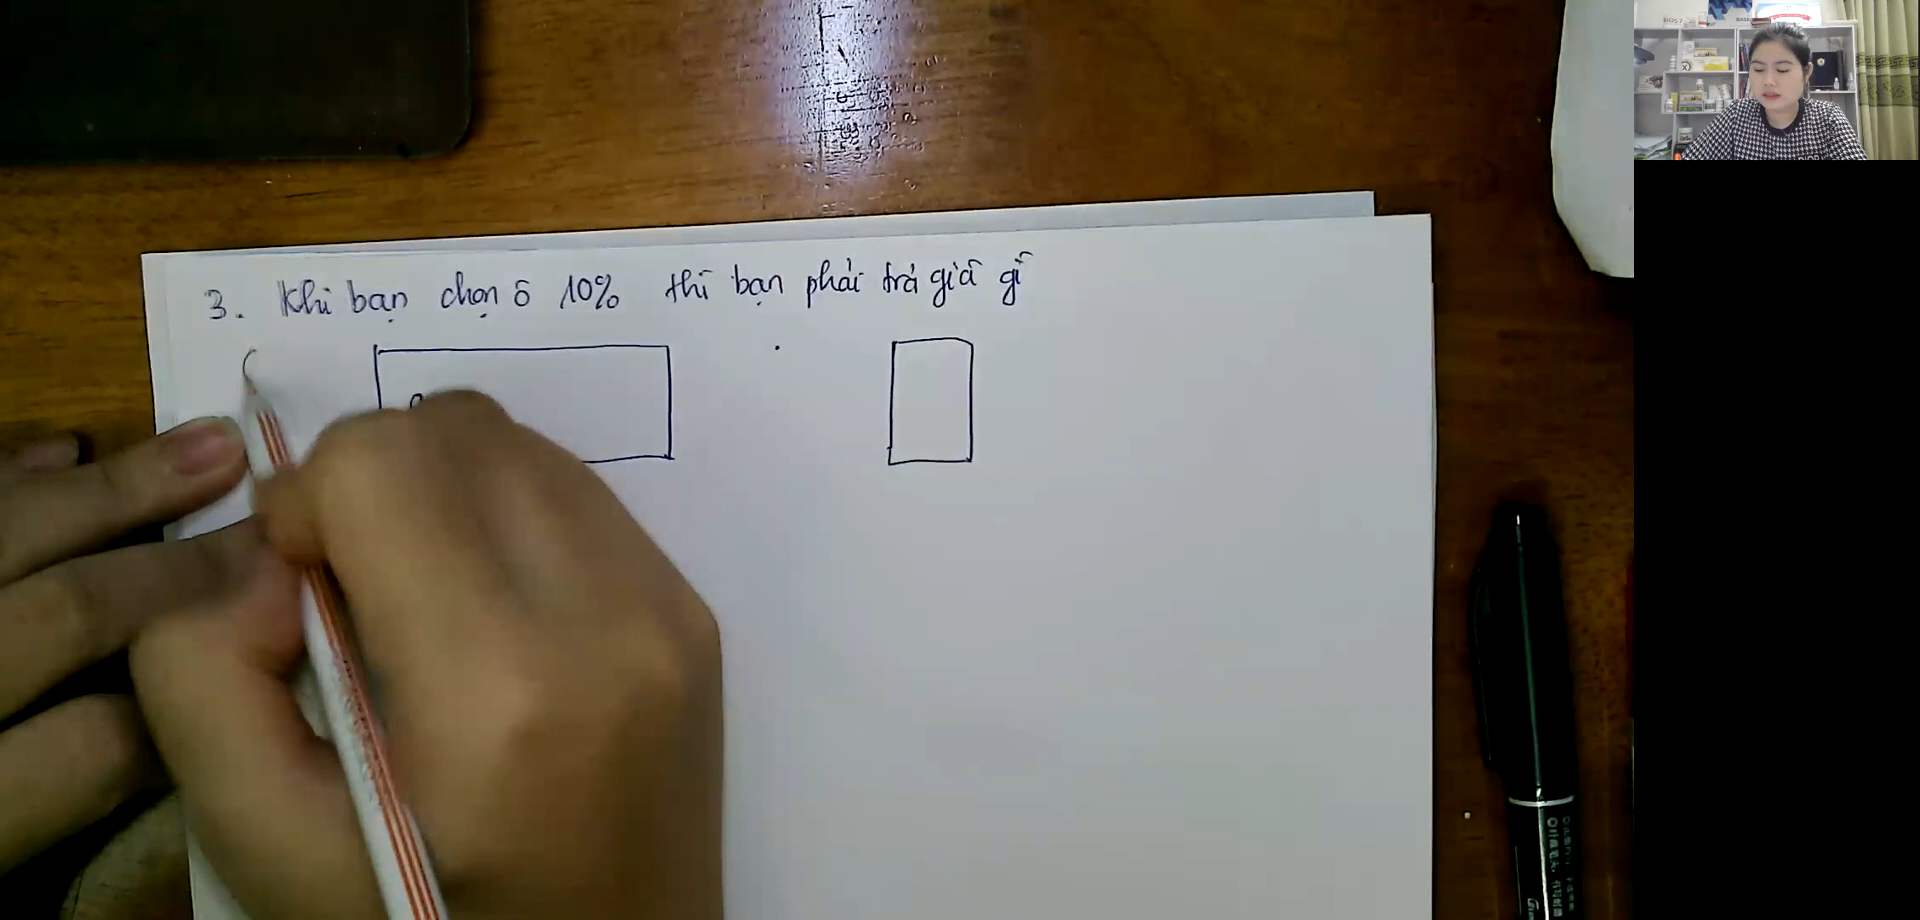 3. Khi bạn chọn ô 10% thì bạn phải trả giá gì